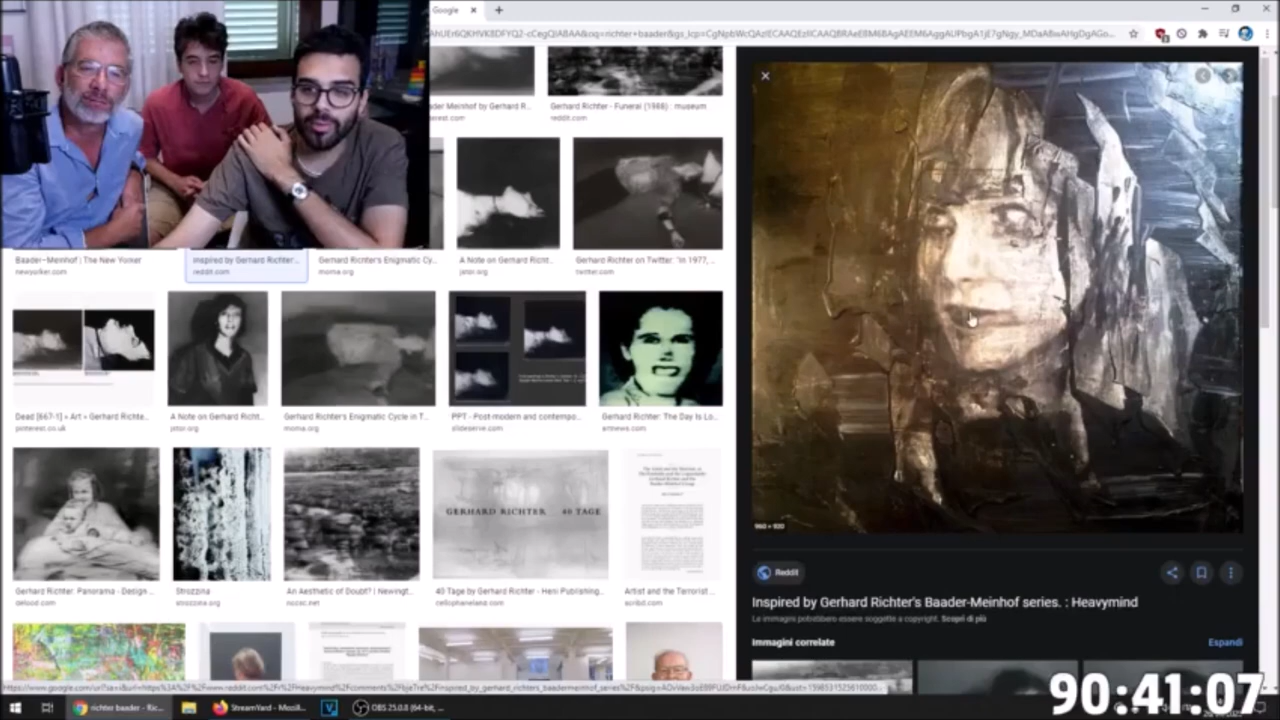 Google
der Meinhof by Gerhard R...
Gerhard Richter - Funeral (1988) : museum
reddit.com
Baader–Meinhof | The New Yorker
newyorker.com
Inspired by Gerhard Richter'...
reddit.com
Gerhard Richter's Enigmatic Cy...
moma.org
A Note on Gerhard Richt...
jstor.org
Gerhard Richter on Twitter: "In 1977, ...
twitter.com
Dead [667-1] » Art » Gerhard Richte...
pinterest.co.uk
A Note on Gerhard Richt...
jstor.org
Gerhard Richter's Enigmatic Cycle in T...
moma.org
PPT - Post-modern and contempo...
slideserve.com
Gerhard Richter: The Day Is Lo...
artnews.com
GERHARD RICHTER 40 TAGE
Gerhard Richter: Panorama - Design ...
Strozzina
strozzina.org
An Aesthetic of Doubt? | Newingt...
40 Tage by Gerhard Richter - Heni Publishing...
Artist and the Terrorist ...
scribd.com
960 × 920
Reddit
Inspired by Gerhard Richter's Baader-Meinhof series. : Heavymind
Le immagini potrebbero essere soggette a copyright. Scopri di più
Immagini correlate
Espandi
richter baader - Ric...
StreamYard - Mozill...
OBS 25.0.8 (64-bit, ...
90:41:07